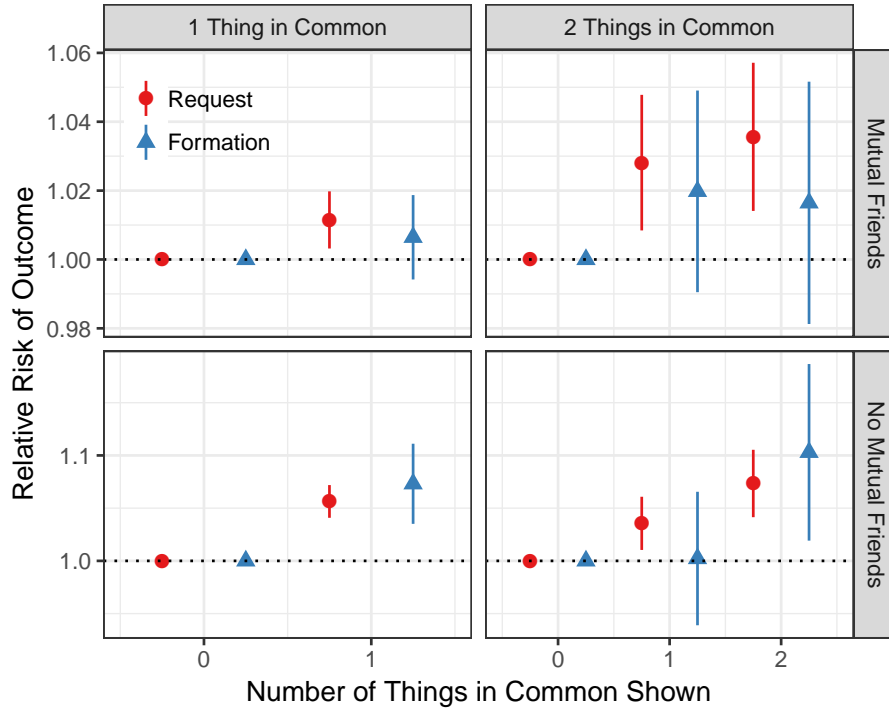 1 Thing in Common
2 Things in Common
1.06
1.04
1.02
1.00
0.98
Request
Formation
Mutual Friends
1.1
1.0
No Mutual Friends
Relative Risk of Outcome
0
1
0
1
2
Number of Things in Common Shown